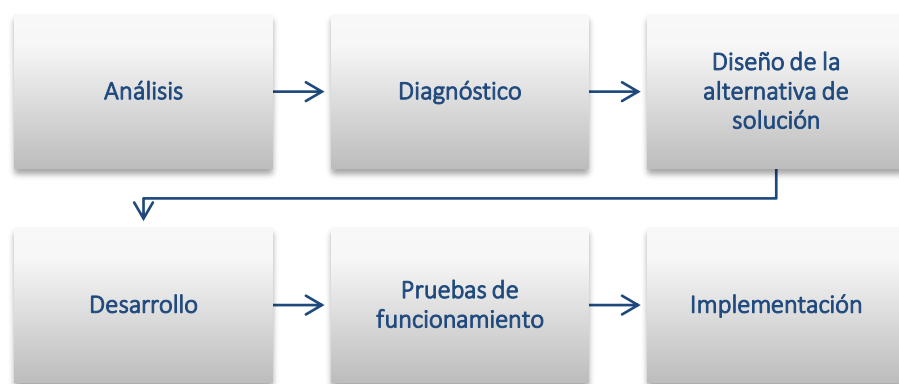 Análisis
Diagnóstico
Diseño de la
alternativa de
solución
Desarrollo
Pruebas de
funcionamiento
Implementación